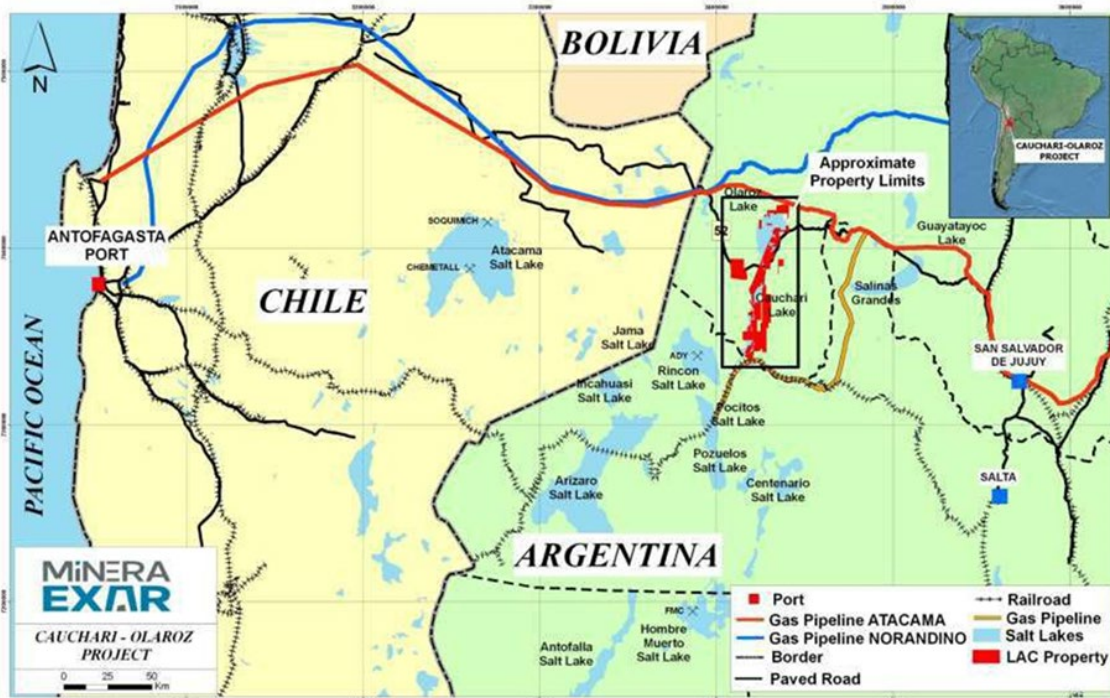 N
BOLIVIA
CAUCHARI-OLAROZ
PROJECT
Approximate
Property Limits
Olaroz
Lake
52
Guayatayoc
Lake
ANTOFAGASTA
PORT
SOQUIMICH
CHEMETALL
Atacama
Salt Lake
CHILE
Salinas
Grandes
Cauchari
Lake
Jama
Salt Lake
ADY
Rincon
Salt Lake
SAN SALVADOR
DE JUJUY
Incahuasi
Salt Lake
Pocitos
Salt Lake
PACIFIC OCEAN
Pozuelos
Salt Lake
Arizaro
Salt Lake
Centenario
Salt Lake
SALTA
ARGENTINA
FMC
Hombre
Muerto
Salt Lake
Antofalla
Salt Lake
MINERA
EXAR
CAUCHARI - OLAROZ
PROJECT
0 25 50
Km
Port
Gas Pipeline ATACAMA
Gas Pipeline NORANDINO
Border
Paved Road
Railroad
Gas Pipeline
Salt Lakes
LAC Property